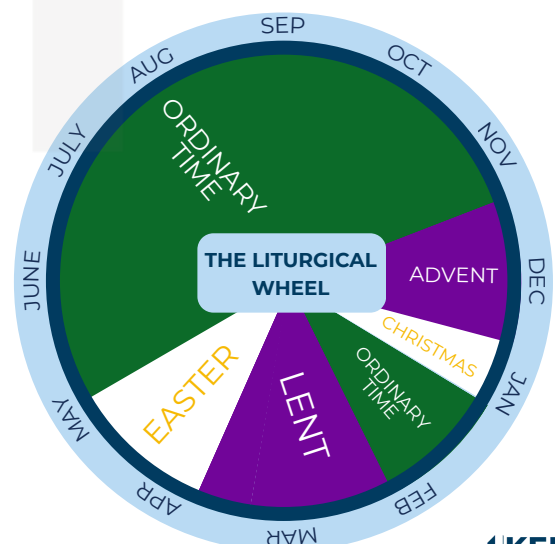 SEP
OCT
NOV
DEC
JAN
FEB
MAR
APR
MAY
JUNE
JULY
AUG
ORDINARY
TIME
THE LITURGICAL
WHEEL
ADVENT
CHRISTMAS
ORDINARY
TIME
LENT
EASTER